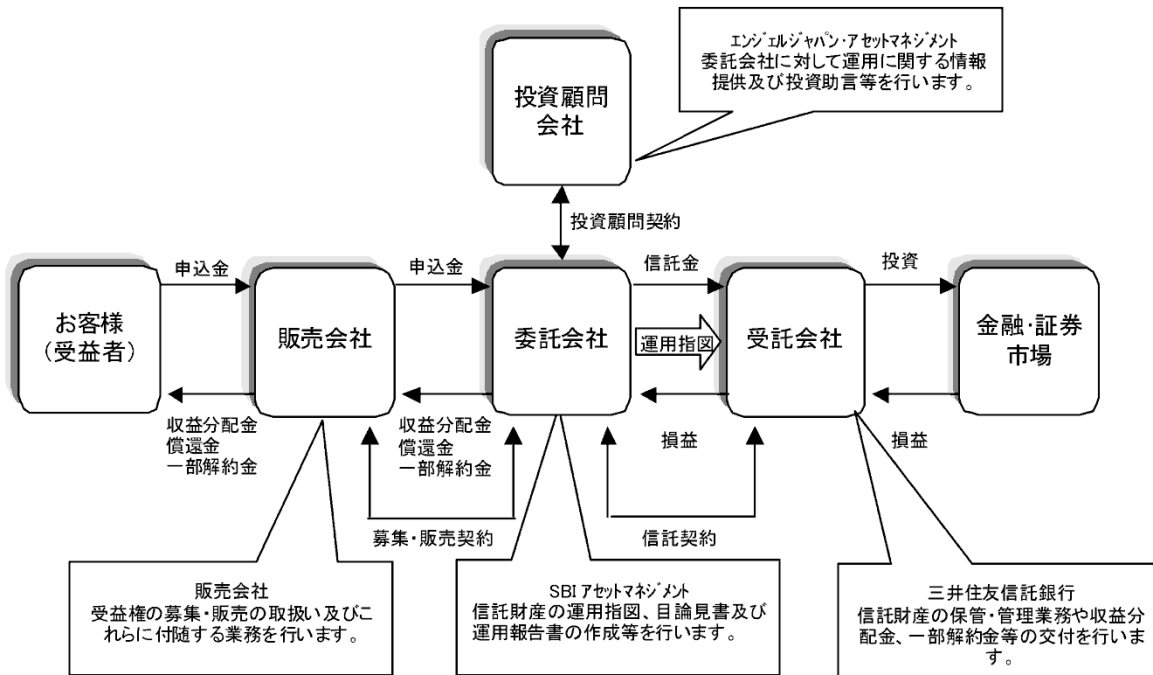 エンジェルジャパン・アセットマネジメント
委託会社に対して運用に関する情報
提供及び投資助言等を行います。
投資顧問
会社
投資顧問契約
申込金
申込金
信託金
投資
お客様
（受益者）
販売会社
委託会社
運用指図
受託会社
金融・証券
市場
収益分配金
償還金
一部解約金
収益分配金
償還金
一部解約金
損益
損益
募集・販売契約
信託契約
販売会社
受益権の募集・販売の取扱い及びこ
れらに付随する業務を行います。
SBI アセットマネジメント
信託財産の運用指図、目論見書及び
運用報告書の作成等を行います。
三井住友信託銀行
信託財産の保管・管理業務や収益分
配金、一部解約金等の交付を行いま
す。